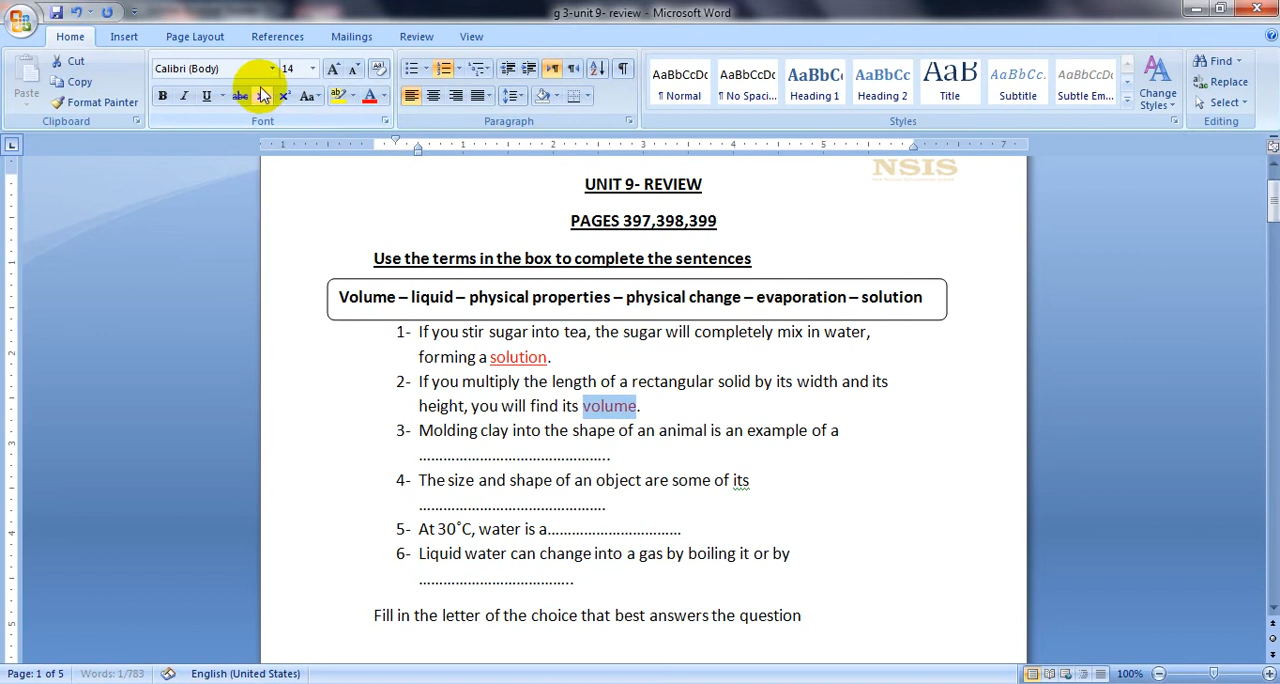 g 3-unit 9- review - Microsoft Word
Home Insert Page Layout References Mailings Review View
Paste
Cut
Copy
Format Painter
Clipboard
Calibri (Body) 14
B I U abc Aa A
Font
Paragraph
AaBbCcDc AaBbCcDc AaBbCc AaBbCc AaB AaBbCc. AaBbCcDc
¶ Normal ¶ No Spaci... Heading 1 Heading 2 Title Subtitle Subtle Em...
Styles
Change Styles
Find
Replace
Select
Editing
1 1 2 3 4 5 7
NSIS
UNIT 9- REVIEW
PAGES 397,398,399
Use the terms in the box to complete the sentences
Volume – liquid – physical properties – physical change – evaporation – solution
1- If you stir sugar into tea, the sugar will completely mix in water,
forming a solution.
2- If you multiply the length of a rectangular solid by its width and its
height, you will find its volume.
3- Molding clay into the shape of an animal is an example of a
………………………………………..
4- The size and shape of an object are some of its
……………………………………….
5- At 30˚C, water is a……………………………
6- Liquid water can change into a gas by boiling it or by
………………………………..
Fill in the letter of the choice that best answers the question
Page: 1 of 5 Words: 1/783 English (United States) 100%